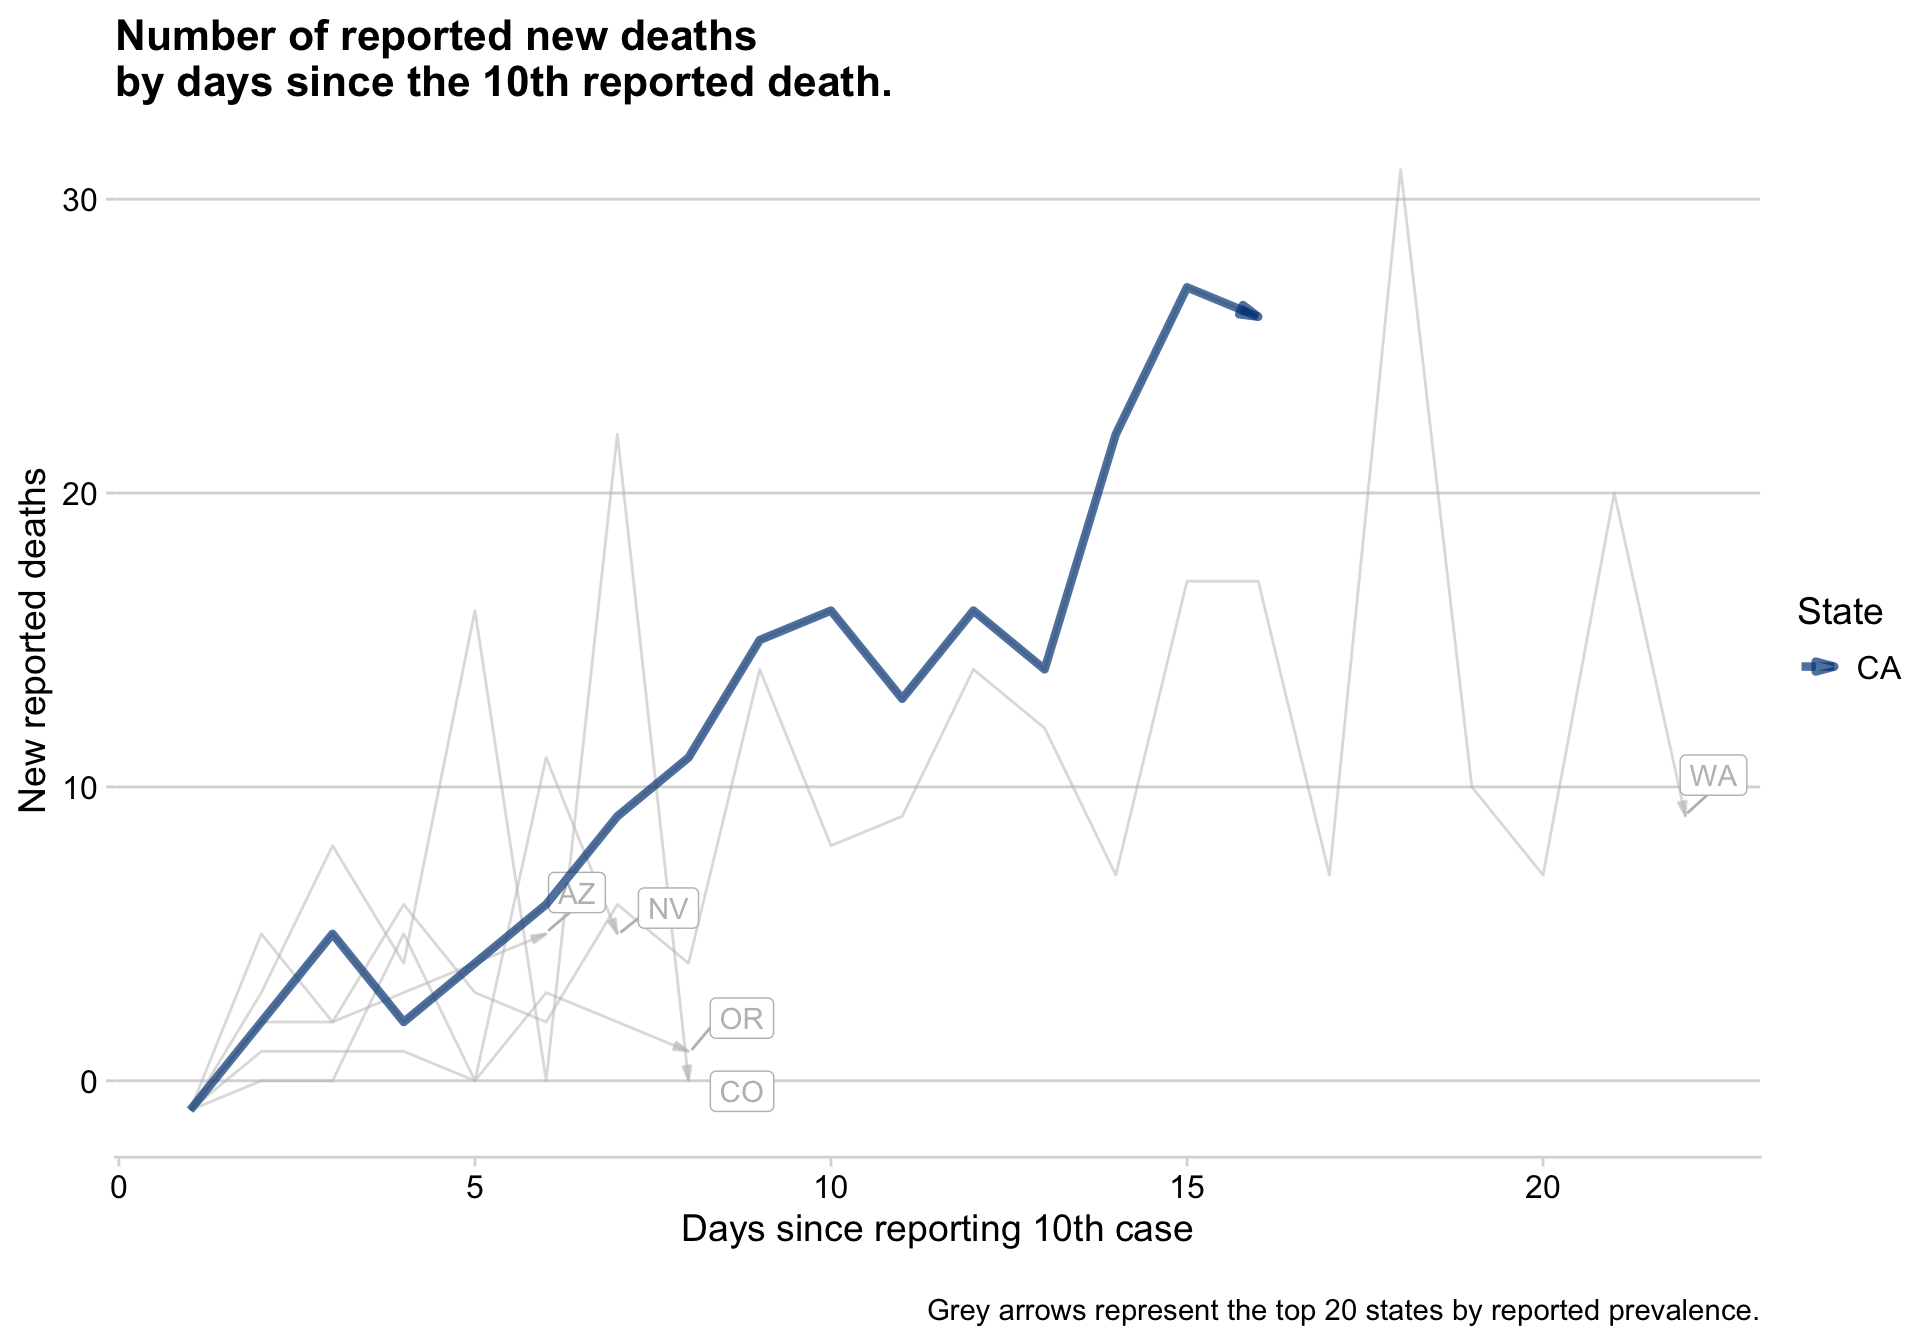 Number of reported new deaths
by days since the 10th reported death.
30
20
10
0
New reported deaths
AZ
NV
OR
CO
WA
State
CA
0 5 10 15 20
Days since reporting 10th case
Grey arrows represent the top 20 states by reported prevalence.